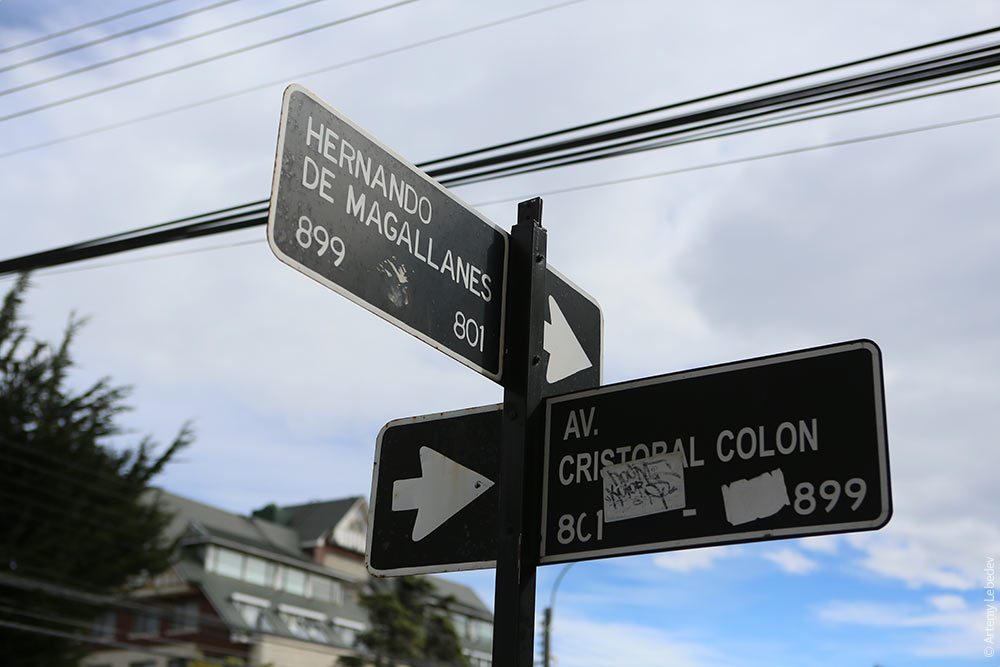 HERNANDO
DE MAGALLANES
899
801
AV.
CRISTOBAL COLON
801 899
© Artemy Lebedev